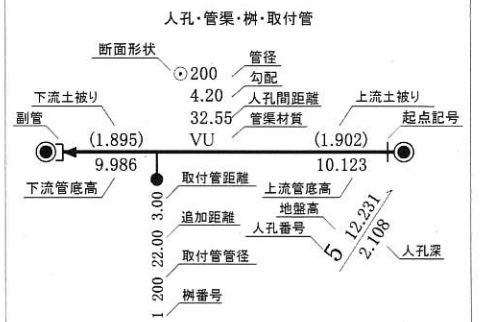 人孔・管渠・桝・取付管
断面形状
200
管径
4.20
勾配
下流土被り
32.55
人孔間距離
上流土被り
副管
(1.895)
VU
管渠材質
(1.902)
起点記号
9.986
10.123
下流管底高
取付管距離
上流管底高
3.00
地盤高
追加距離
人孔番号
12.231
22.00
5
2.108
人孔深
取付管管径
200
桝番号
1